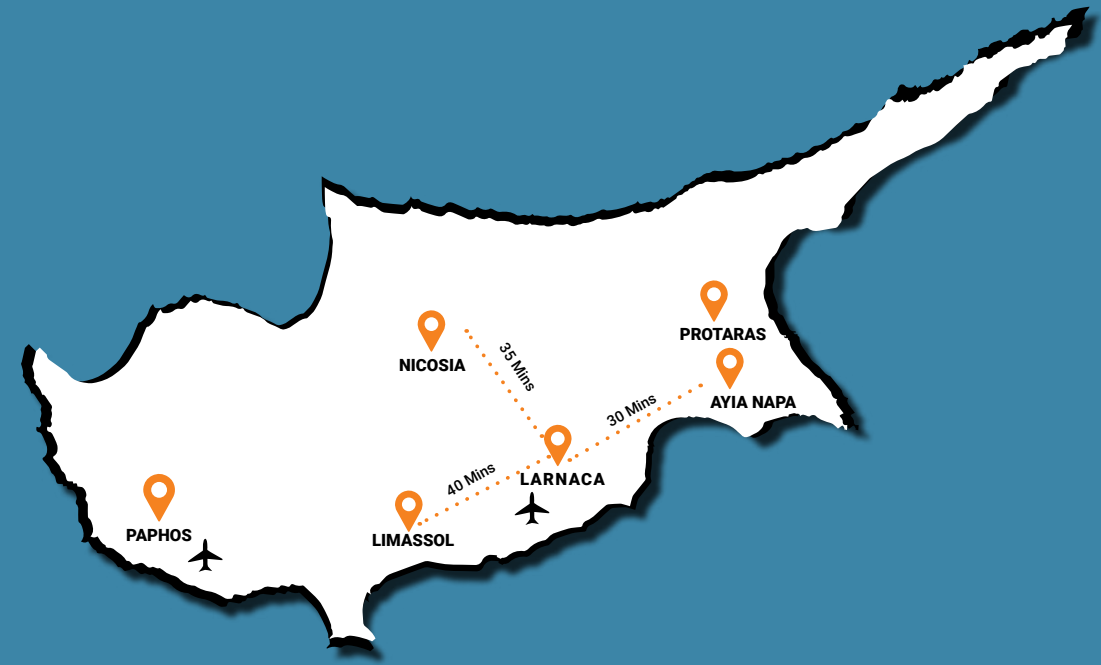 PROTARAS
NICOSIA
35 Mins
AYIA NAPA
30 Mins
LARNACA
40 Mins
PAPHOS
LIMASSOL